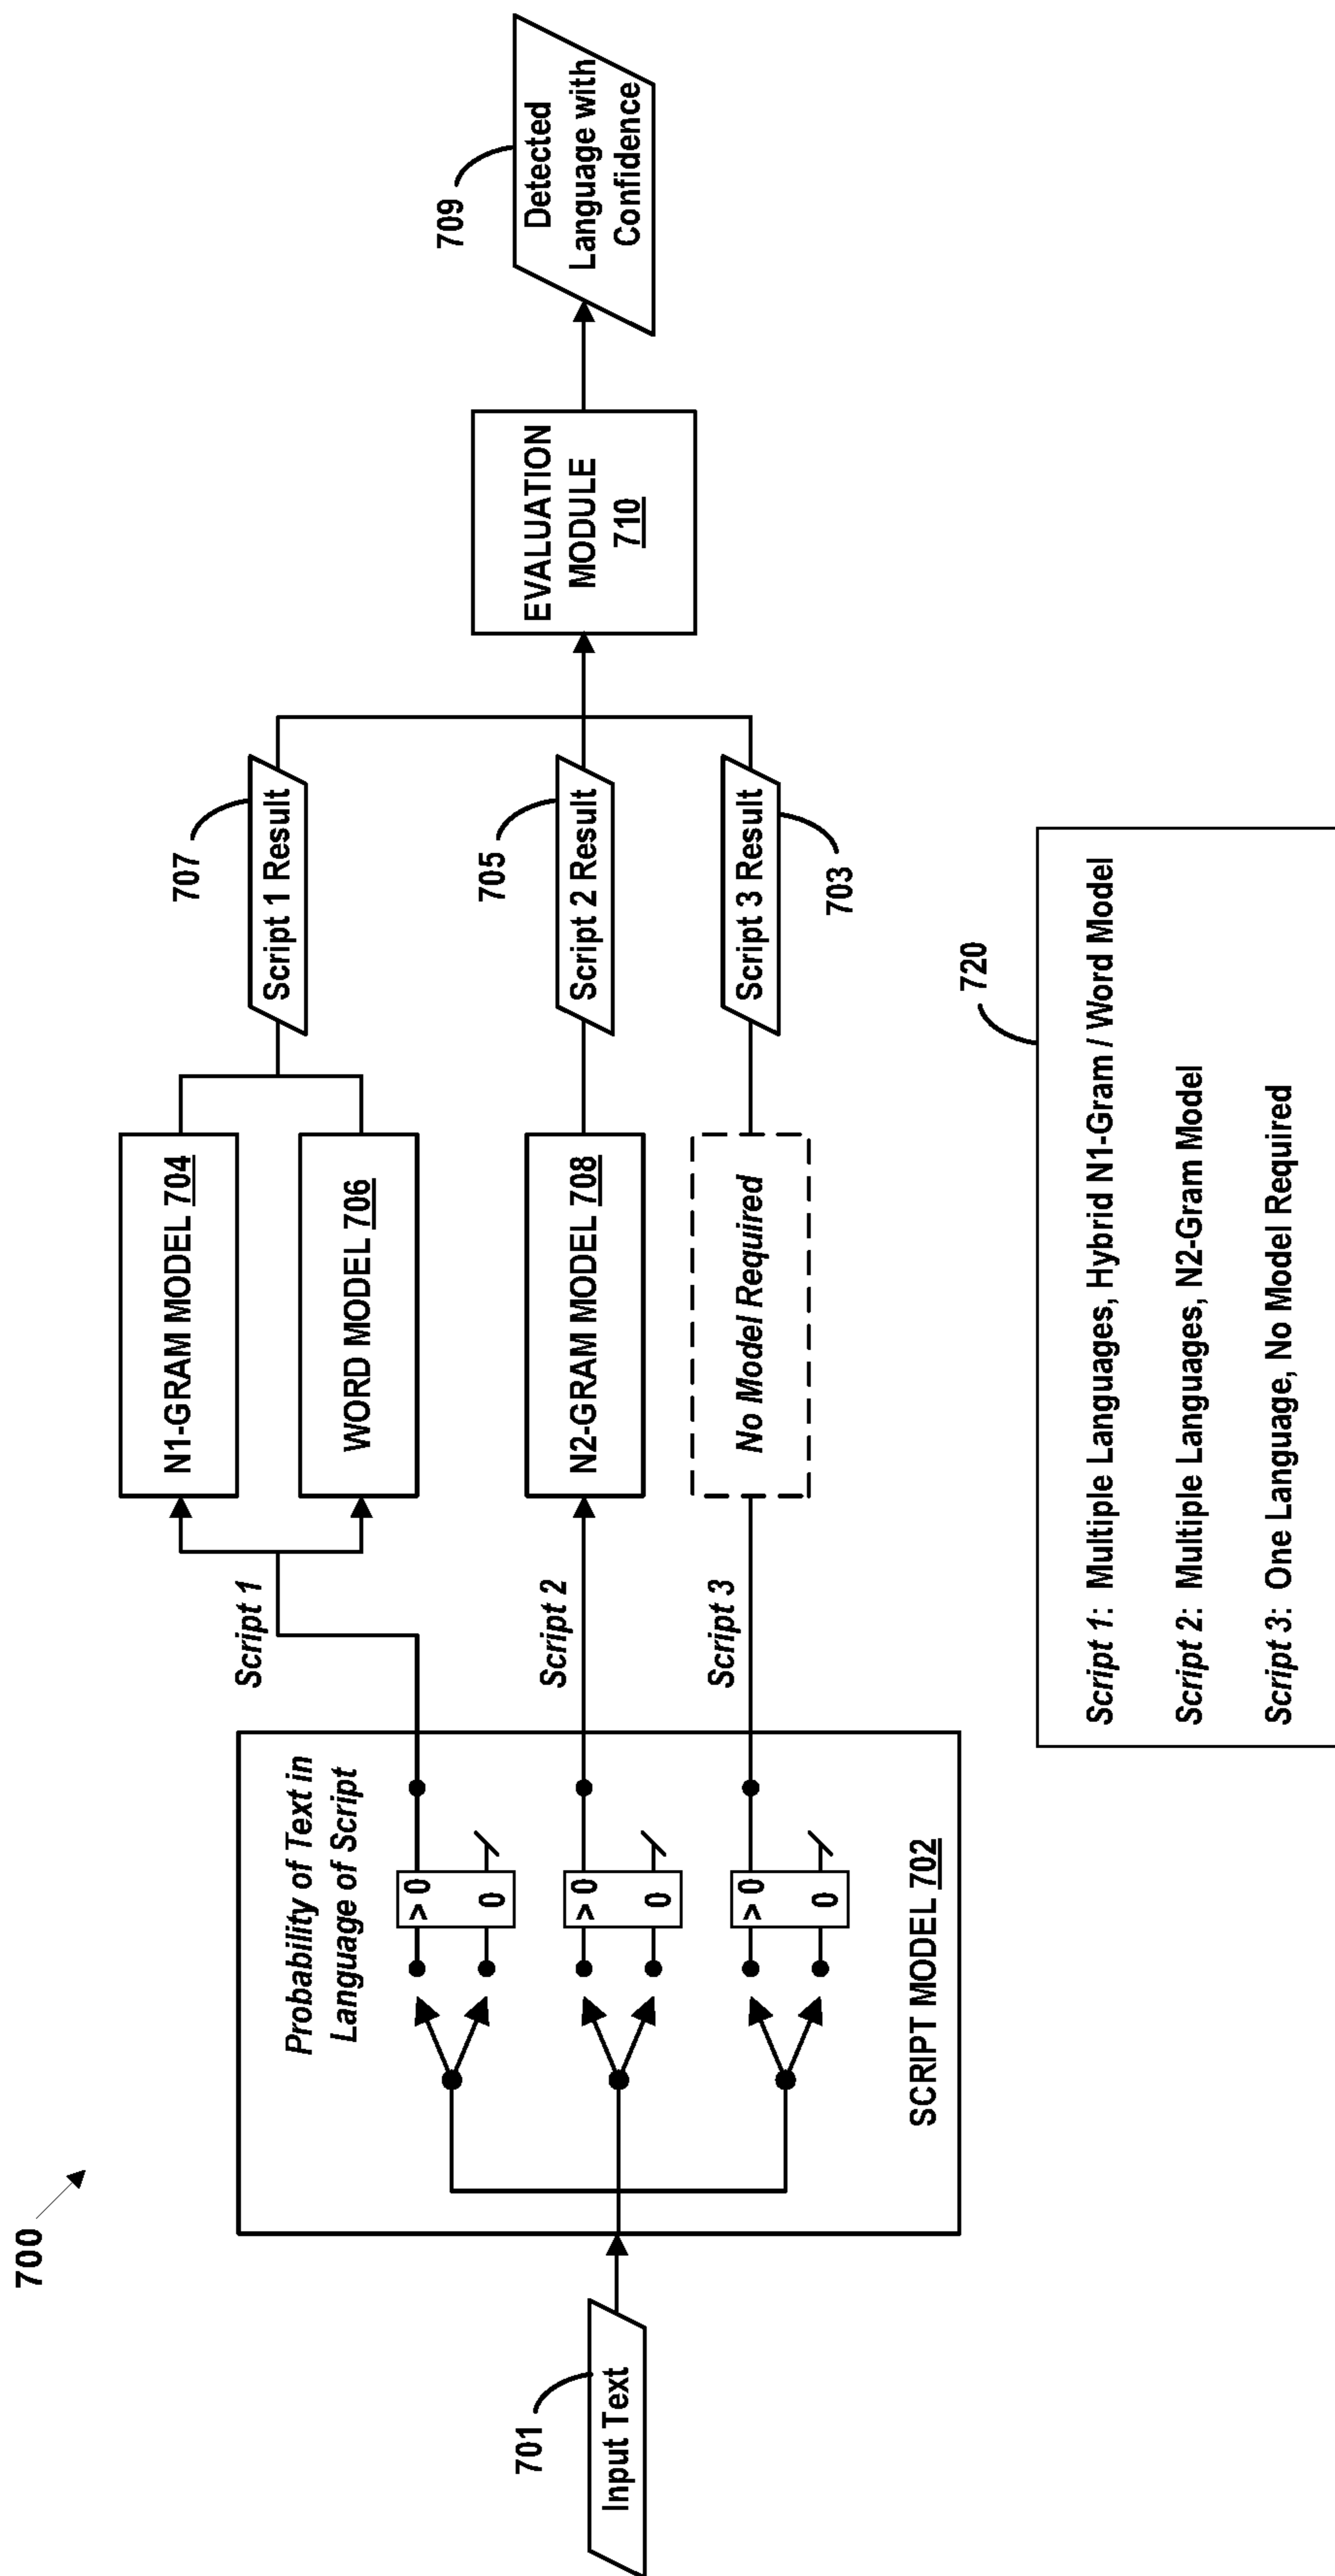 700
701
Input Text
Probability of Text in
Language of Script
> 0
0
> 0
0
> 0
0
SCRIPT MODEL 702
Script 1
Script 2
Script 3
N1-GRAM MODEL 704
WORD MODEL 706
N2-GRAM MODEL 708
No Model Required
707
Script 1 Result
705
Script 2 Result
Script 3 Result
703
EVALUATION
MODULE
710
709
Detected
Language with
Confidence
720
Script 1: Multiple Languages, Hybrid N1-Gram / Word Model
Script 2: Multiple Languages, N2-Gram Model
Script 3: One Language, No Model Required